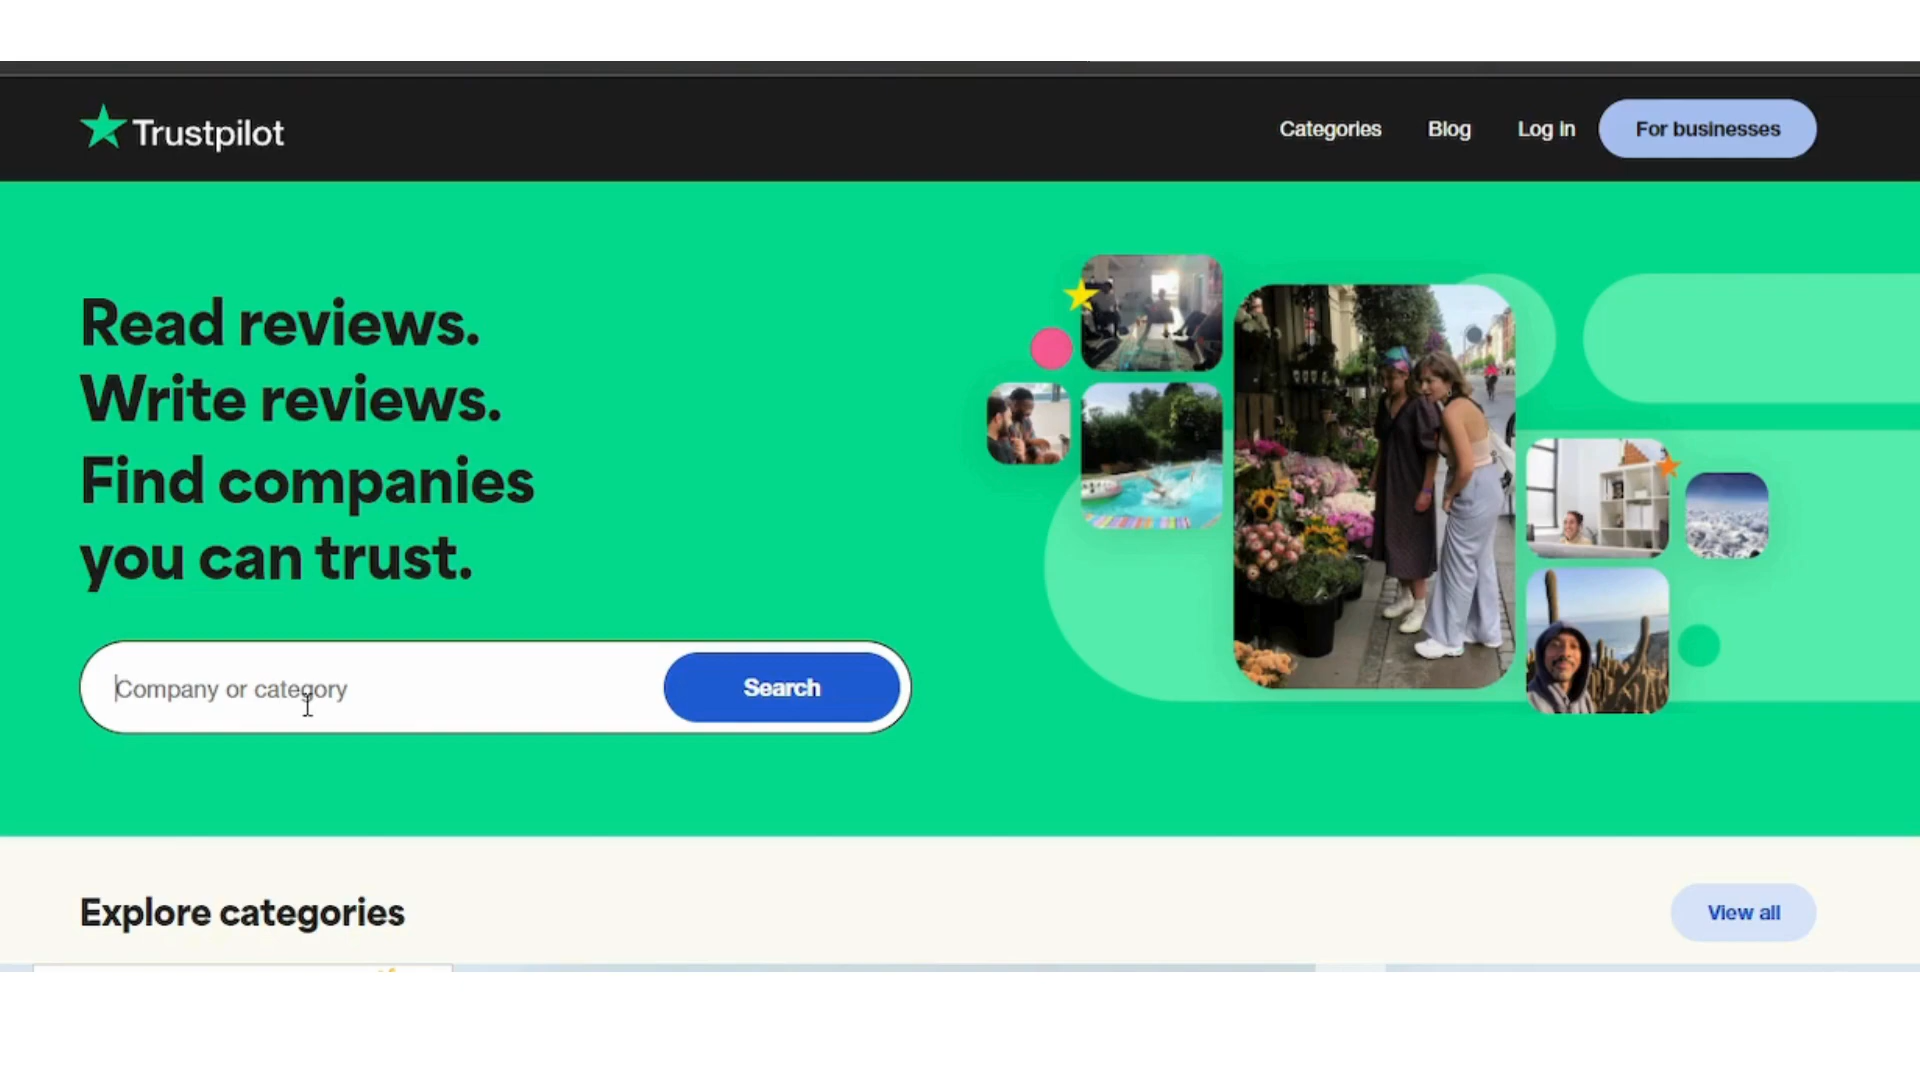 Trustpilot
Categories
Blog
Log in
For businesses
Read reviews.
Write reviews.
Find companies
you can trust.
Company or category
Search
Explore categories
View all